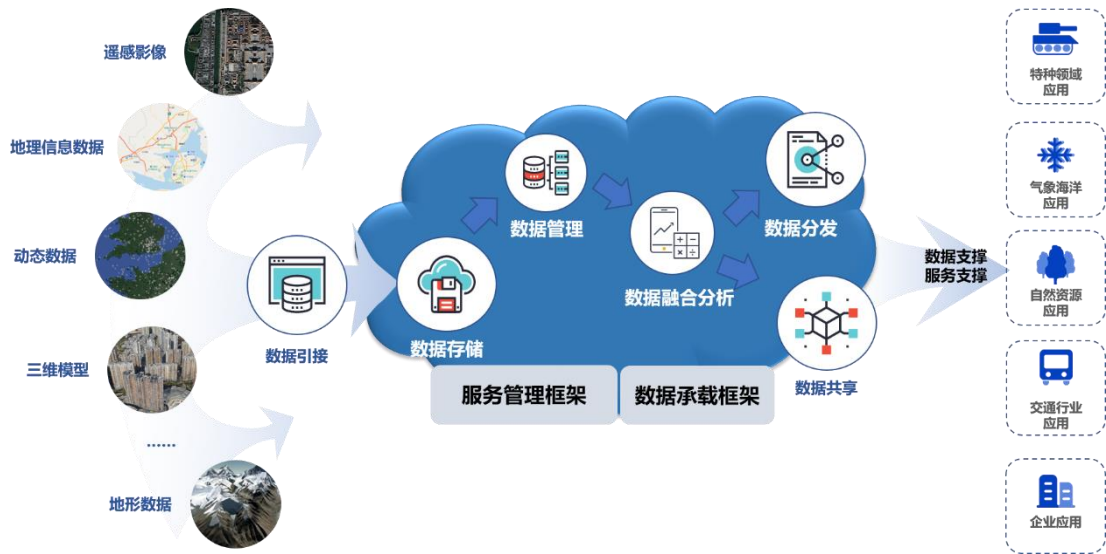 遥感影像
地理信息数据
动态数据
三维模型
......
地形数据
数据引接
数据存储
数据管理
数据融合分析
数据分发
数据共享
服务管理框架
数据承载框架
数据支撑
服务支撑
特种领域
应用
气象海洋
应用
自然资源
应用
交通行业
应用
企业应用